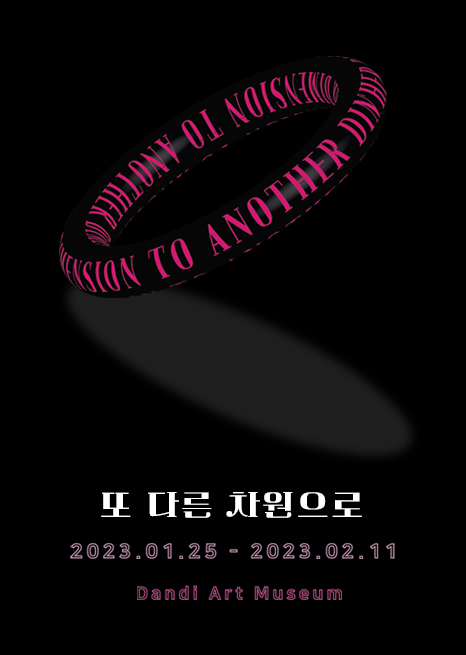 DIMENSION TO ANOTHER
DIMENSION TO ANOTHER
또 다른 차원으로
2023.01.25 - 2023.02.11
Dandi Art Museum